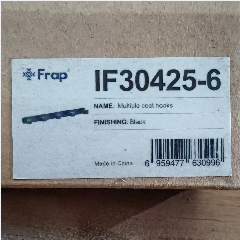 Frap
IF30425-6
NAME: Multiple coat hooks
FINISHING: Black
Made in China
6 959477 630996